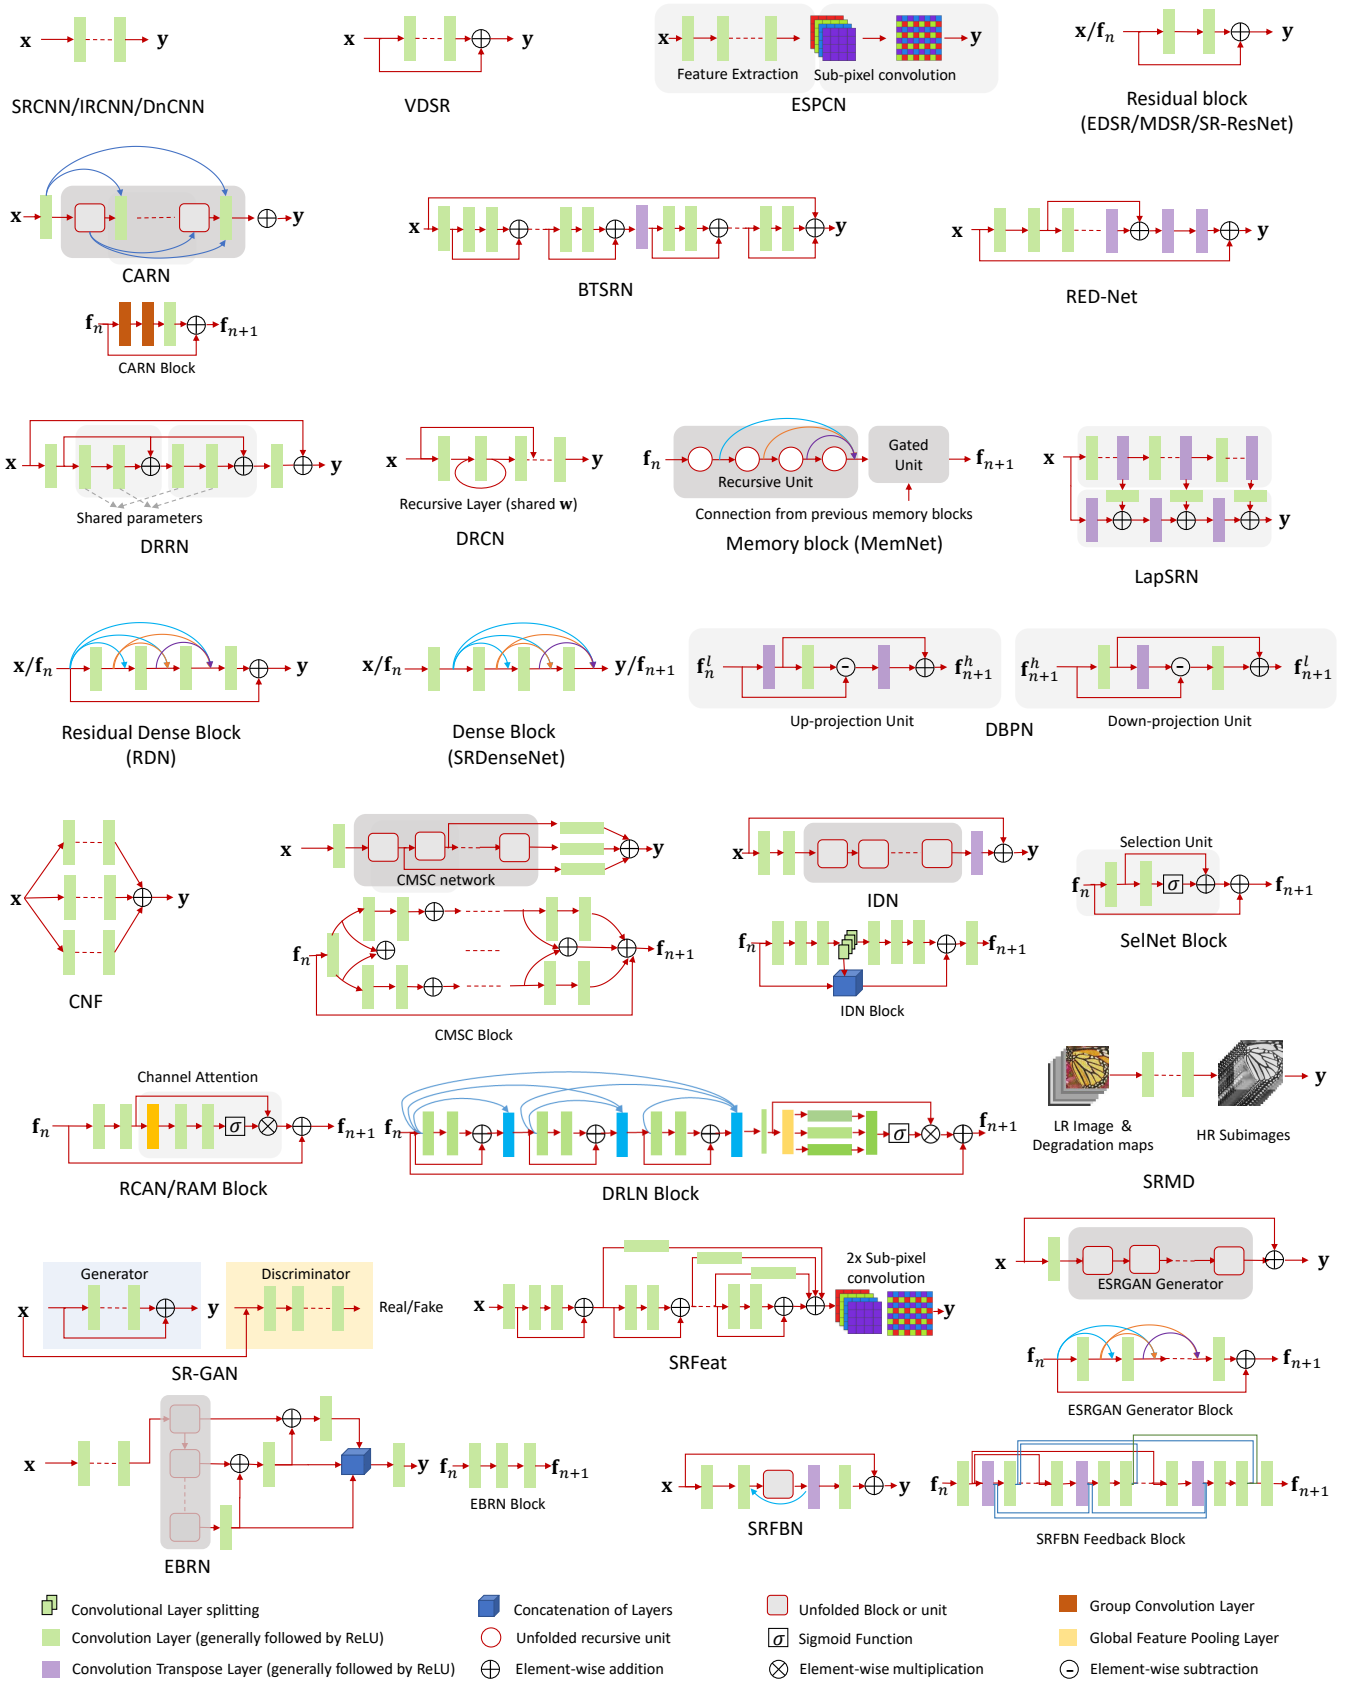 x y
SRCNN/IRCNN/DnCNN
x y
VDSR
x y
Feature Extraction Sub-pixel convolution
ESPCN
x/fn y
Residual block
(EDSR/MDSR/SR-ResNet)
x y
CARN
fn fn+1
CARN Block
x y
BTSRN
x y
RED-Net
x y
Shared parameters
DRRN
x y
Recursive Layer (shared w)
DRCN
fn Recursive Unit Gated Unit fn+1
Connection from previous memory blocks
Memory block (MemNet)
x
y
LapSRN
x/fn y
Residual Dense Block
(RDN)
x/fn y/fn+1
Dense Block
(SRDenseNet)
f^l_n f^h_n+1
Up-projection Unit
f^h_n+1 f^l_n+1
Down-projection Unit
DBPN
x y
CNF
x y
CMSC network
fn fn+1
CMSC Block
x y
IDN
fn fn+1
IDN Block
Selection Unit
fn σ fn+1
SelNet Block
Channel Attention
fn σ fn+1
RCAN/RAM Block
fn σ fn+1
DRLN Block
y
LR Image &
Degradation maps
HR Subimages
SRMD
Generator Discriminator
x y Real/Fake
SR-GAN
2x Sub-pixel
convolution
x y
SRFeat
x y
ESRGAN Generator
fn fn+1
ESRGAN Generator Block
x y
EBRN
fn fn+1
EBRN Block
x y
SRFBN
fn fn+1
SRFBN Feedback Block
Convolutional Layer splitting
Concatenation of Layers
Unfolded Block or unit
Group Convolution Layer
Convolution Layer (generally followed by ReLU)
Unfolded recursive unit
σ Sigmoid Function
Global Feature Pooling Layer
Convolution Transpose Layer (generally followed by ReLU)
Element-wise addition
Element-wise multiplication
Element-wise subtraction